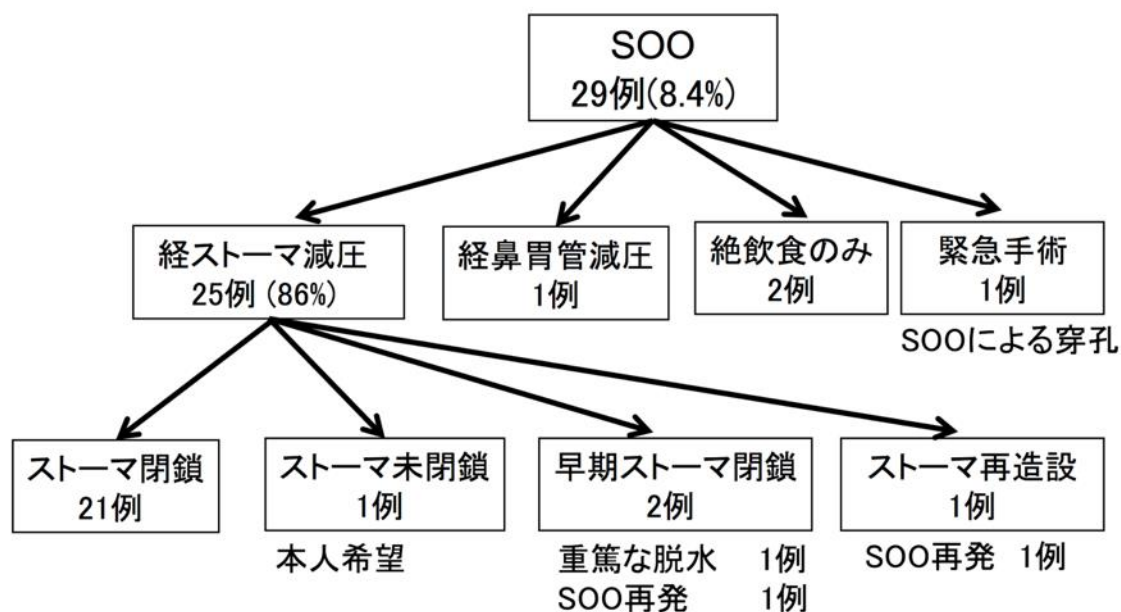 SOO
29例(8.4%)
経ストーマ減圧
25例 (86%)
経鼻胃管減圧
1例
絶飲食のみ
2例
緊急手術
1例
SOOによる穿孔
ストーマ閉鎖
21例
ストーマ未閉鎖
1例
本人希望
早期ストーマ閉鎖
2例
重篤な脱水 1例
SOO再発 1例
ストーマ再造設
1例
SOO再発 1例